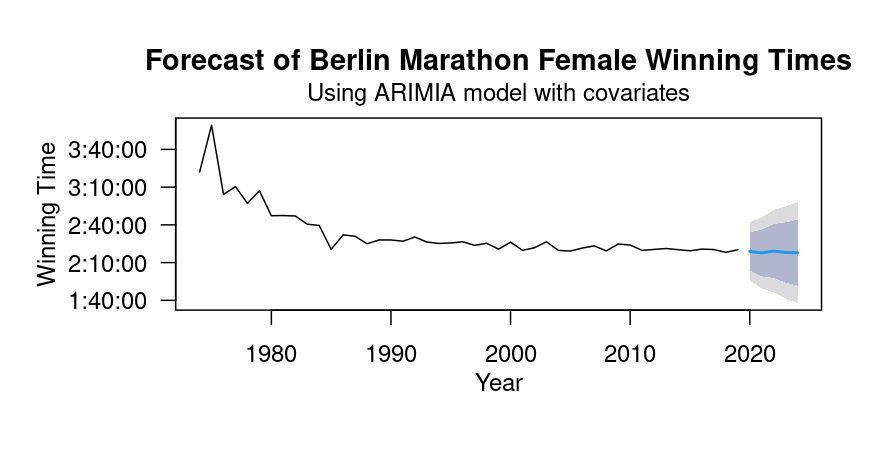 Forecast of Berlin Marathon Female Winning Times
Using ARIMIA model with covariates
Winning Time
3:40:00
3:10:00
2:40:00
2:10:00
1:40:00
1980 1990 2000 2010 2020
Year